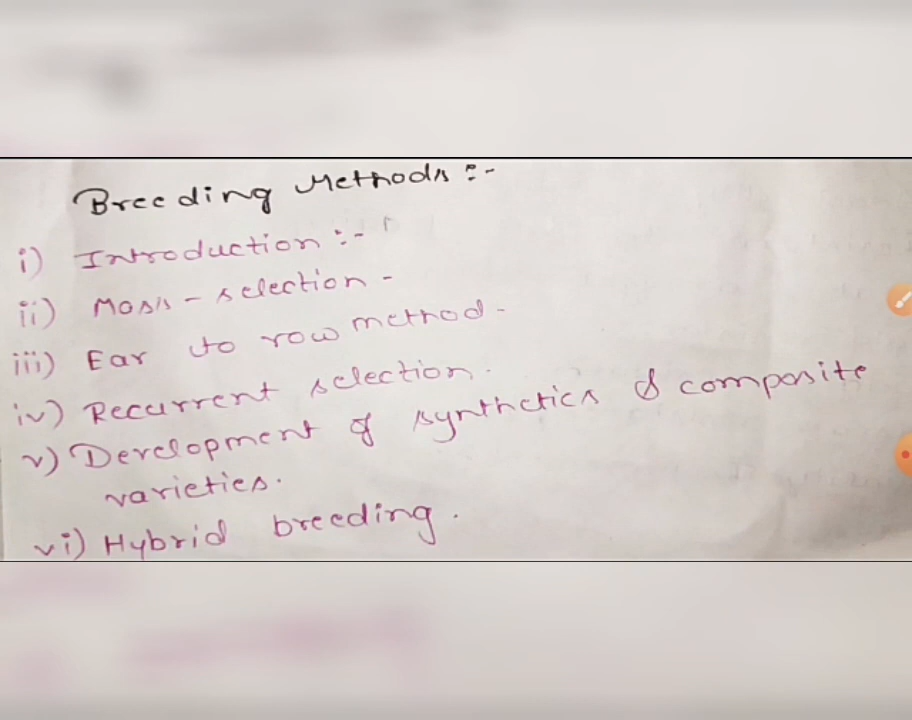 Breeding Methods :-
i) Introduction :-
ii) Mass - selection -
iii) Ear to row method -
iv) Recurrent selection.
v) Development of synthetics & composite
varieties.
vi) Hybrid breeding.